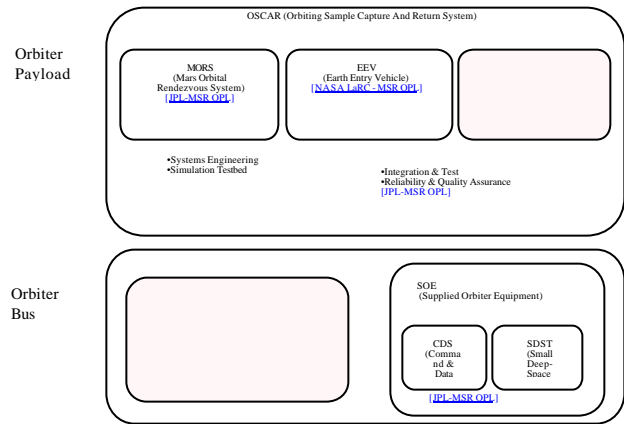 OSCAR (Orbiting Sample Capture And Return System)
Orbiter
Payload
MORS
(Mars Orbital
Rendezvous System)
[JPL-MSR OPL]
EEV
(Earth Entry Vehicle)
[NASA LaRC - MSR OPL]
•Systems Engineering
•Simulation Testbed
•Integration & Test
•Reliability & Quality Assurance
[JPL-MSR OPL]
Orbiter
Bus
SOE
(Supplied Orbiter Equipment)
CDS
(Comma
nd &
Data
SDST
(Small
Deep-
Space
[JPL-MSR OPL]